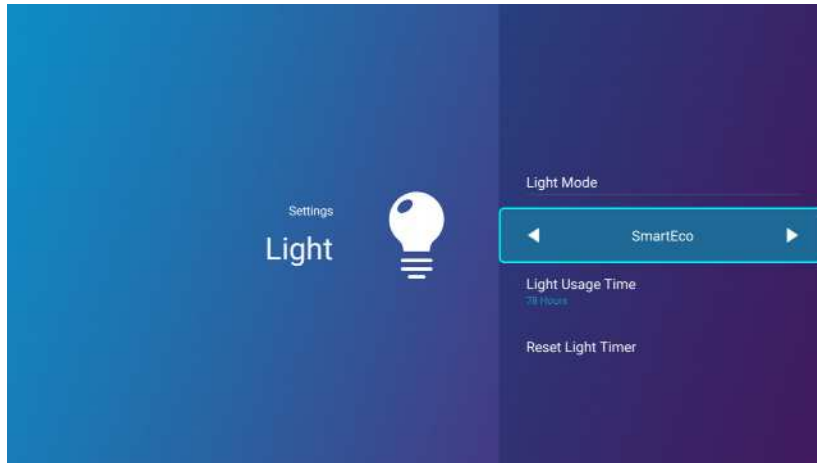 Settings
Light
Light Mode
SmartEco
Light Usage Time
78 Hours
Reset Light Timer